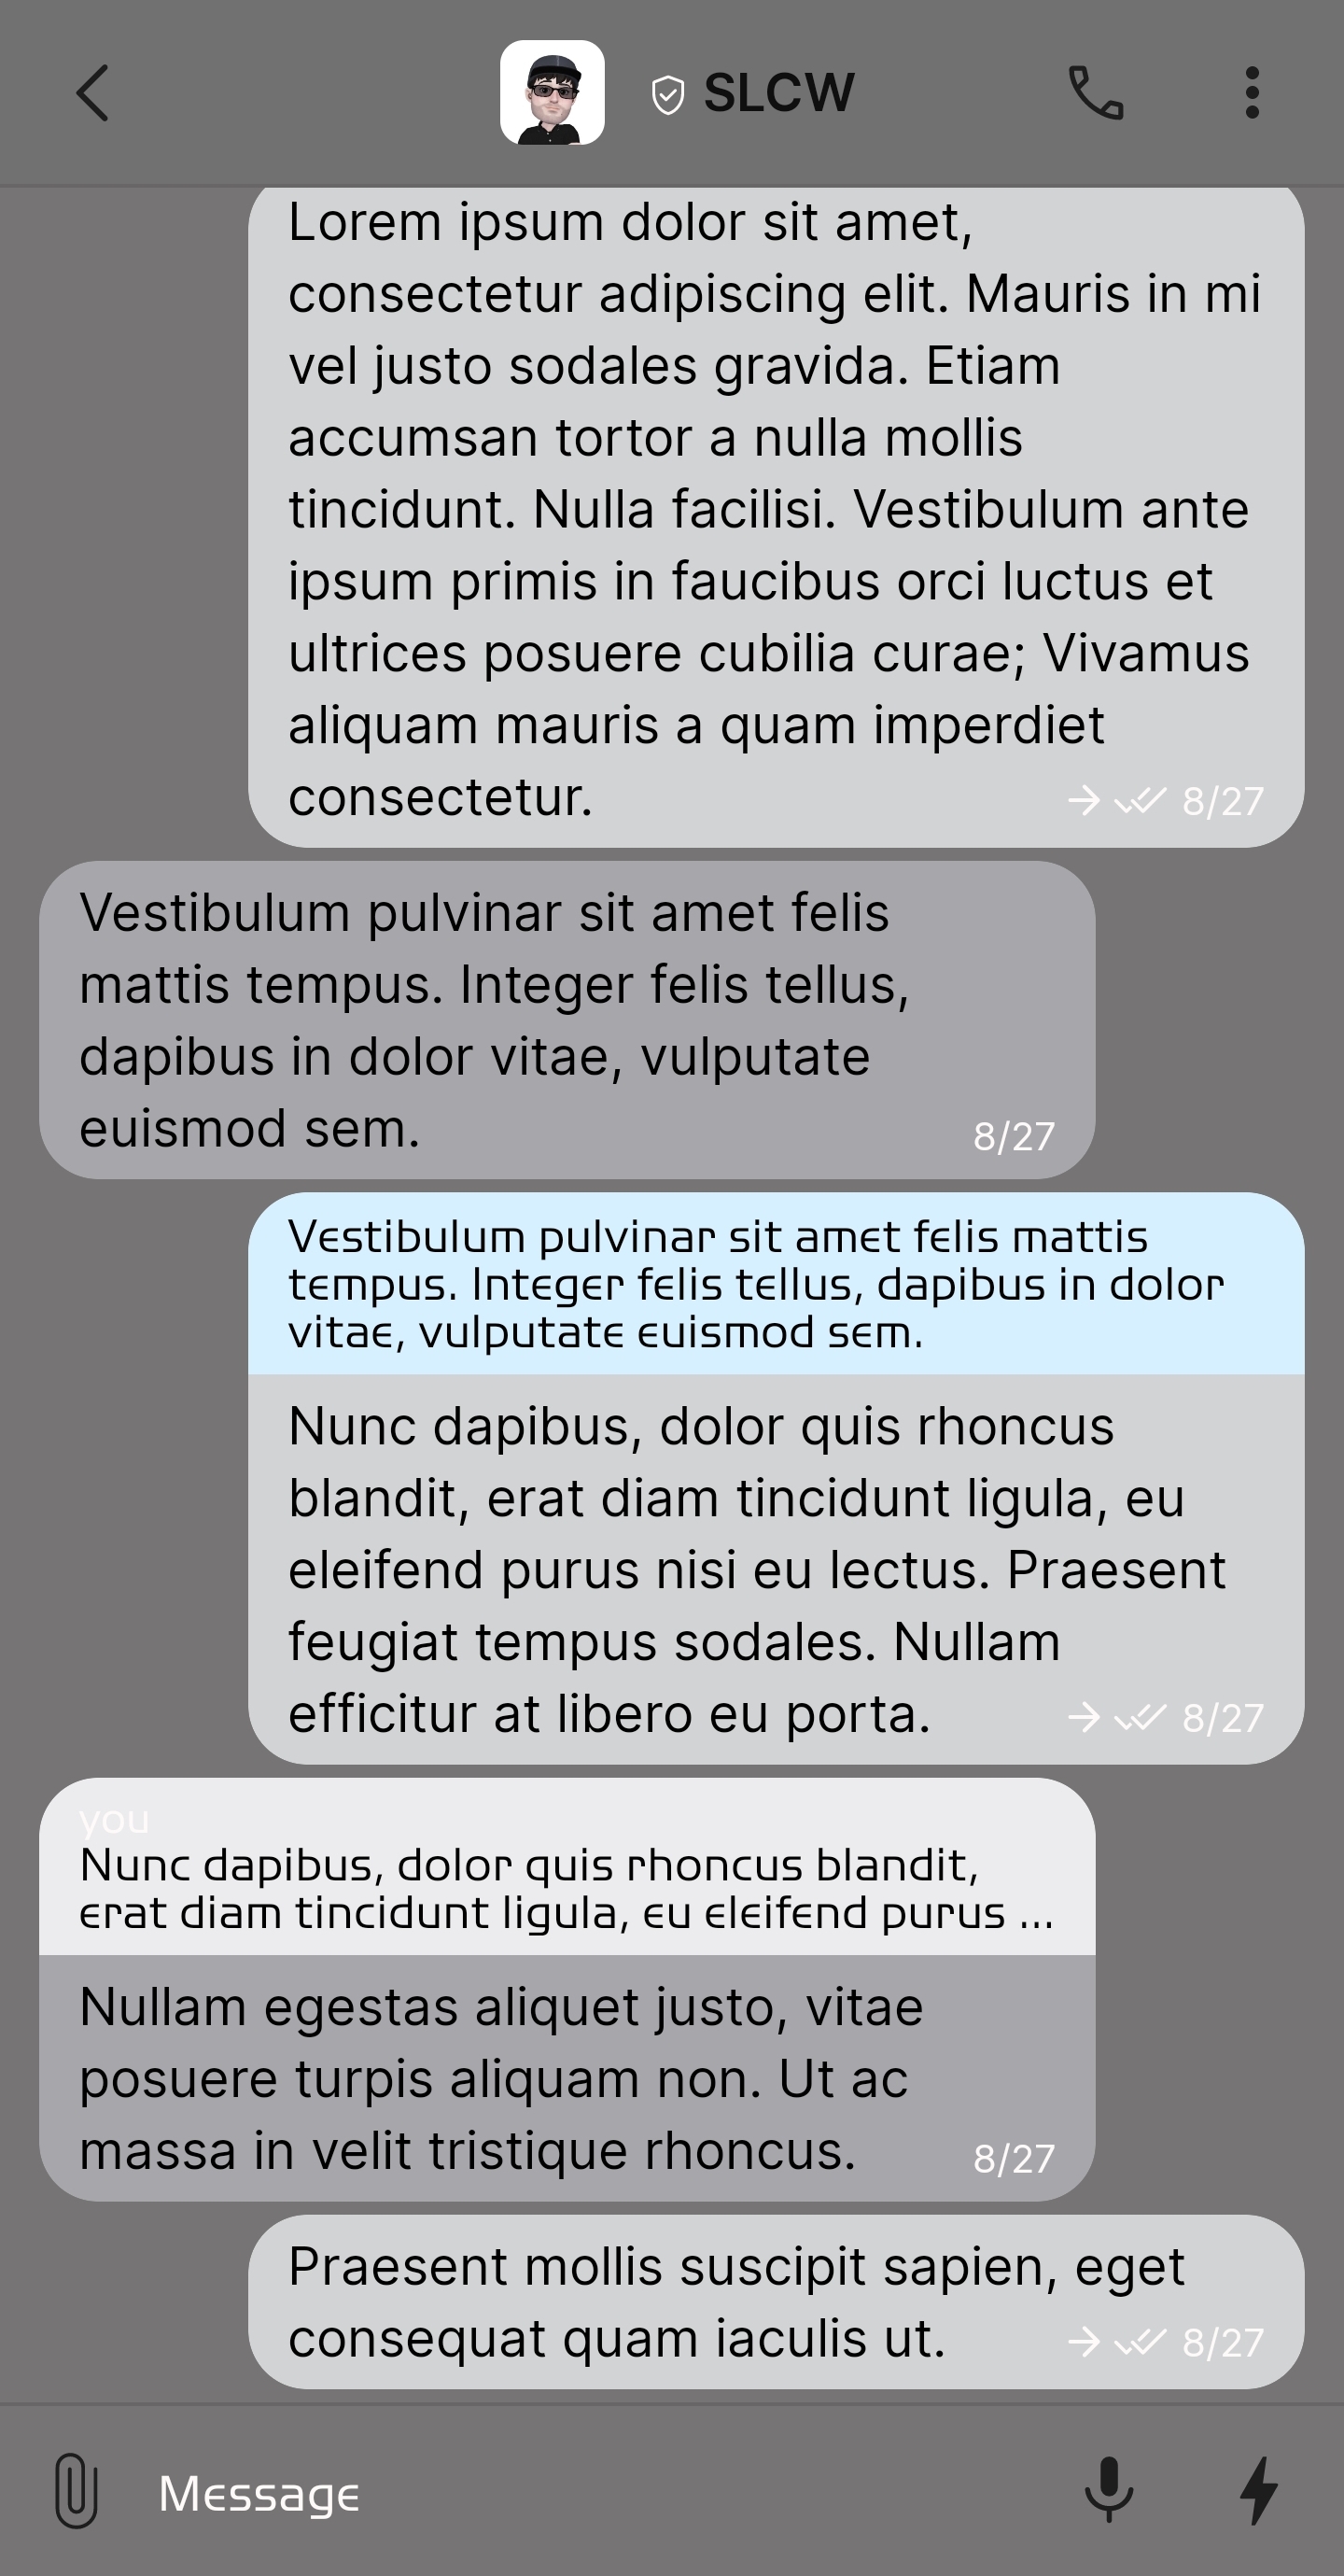 SLCW
Lorem ipsum dolor sit amet,
consectetur adipiscing elit. Mauris in mi
vel justo sodales gravida. Etiam
accumsan tortor a nulla mollis
tincidunt. Nulla facilisi. Vestibulum ante
ipsum primis in faucibus orci luctus et
ultrices posuere cubilia curae; Vivamus
aliquam mauris a quam imperdiet
consectetur.
8/27
Vestibulum pulvinar sit amet felis
mattis tempus. Integer felis tellus,
dapibus in dolor vitae, vulputate
euismod sem.
8/27
Vestibulum pulvinar sit amet felis mattis
tempus. Integer felis tellus, dapibus in dolor
vitae, vulputate euismod sem.
Nunc dapibus, dolor quis rhoncus
blandit, erat diam tincidunt ligula, eu
eleifend purus nisi eu lectus. Praesent
feugiat tempus sodales. Nullam
efficitur at libero eu porta.
8/27
you
Nunc dapibus, dolor quis rhoncus blandit,
erat diam tincidunt ligula, eu eleifend purus ...
Nullam egestas aliquet justo, vitae
posuere turpis aliquam non. Ut ac
massa in velit tristique rhoncus.
8/27
Praesent mollis suscipit sapien, eget
consequat quam iaculis ut.
8/27
Message